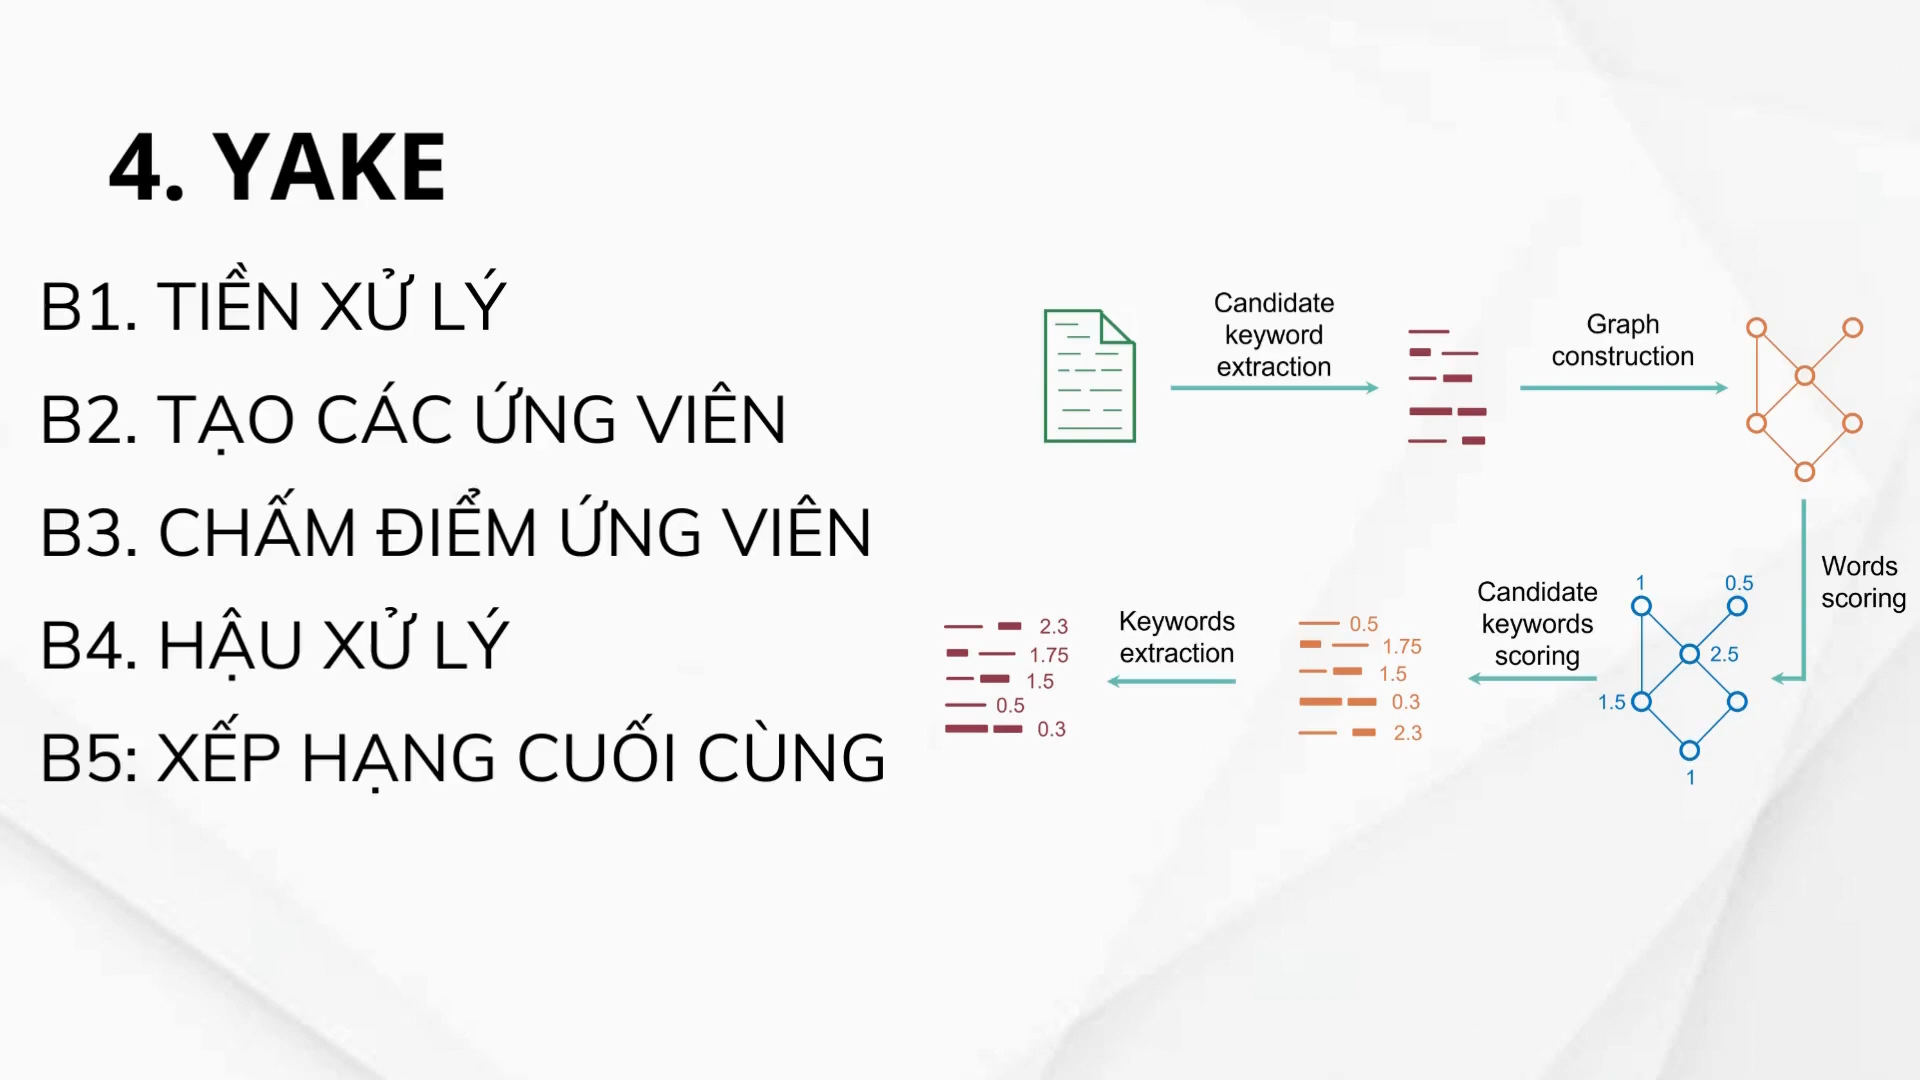 4. YAKE
B1. TIỀN XỬ LÝ
B2. TẠO CÁC ỨNG VIÊN
B3. CHẤM ĐIỂM ỨNG VIÊN
B4. HẬU XỬ LÝ
B5: XẾP HẠNG CUỐI CÙNG
Candidate
keyword
extraction
Graph
construction
Words
scoring
1
0.5
2.5
1.5
1
Candidate
keywords
scoring
0.5
1.75
1.5
0.3
2.3
Keywords
extraction
2.3
1.75
1.5
0.5
0.3